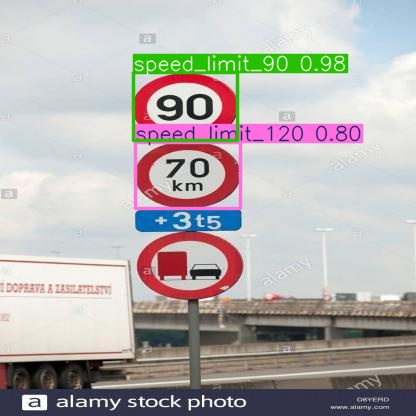 speed_limit_90 0.98
90
speed_limit_120 0.80
70
km
+3t5
Í DOPRAVA A ZASILATELSTVÍ
alamy
alamy stock photo
D8YERD
www.alamy.com